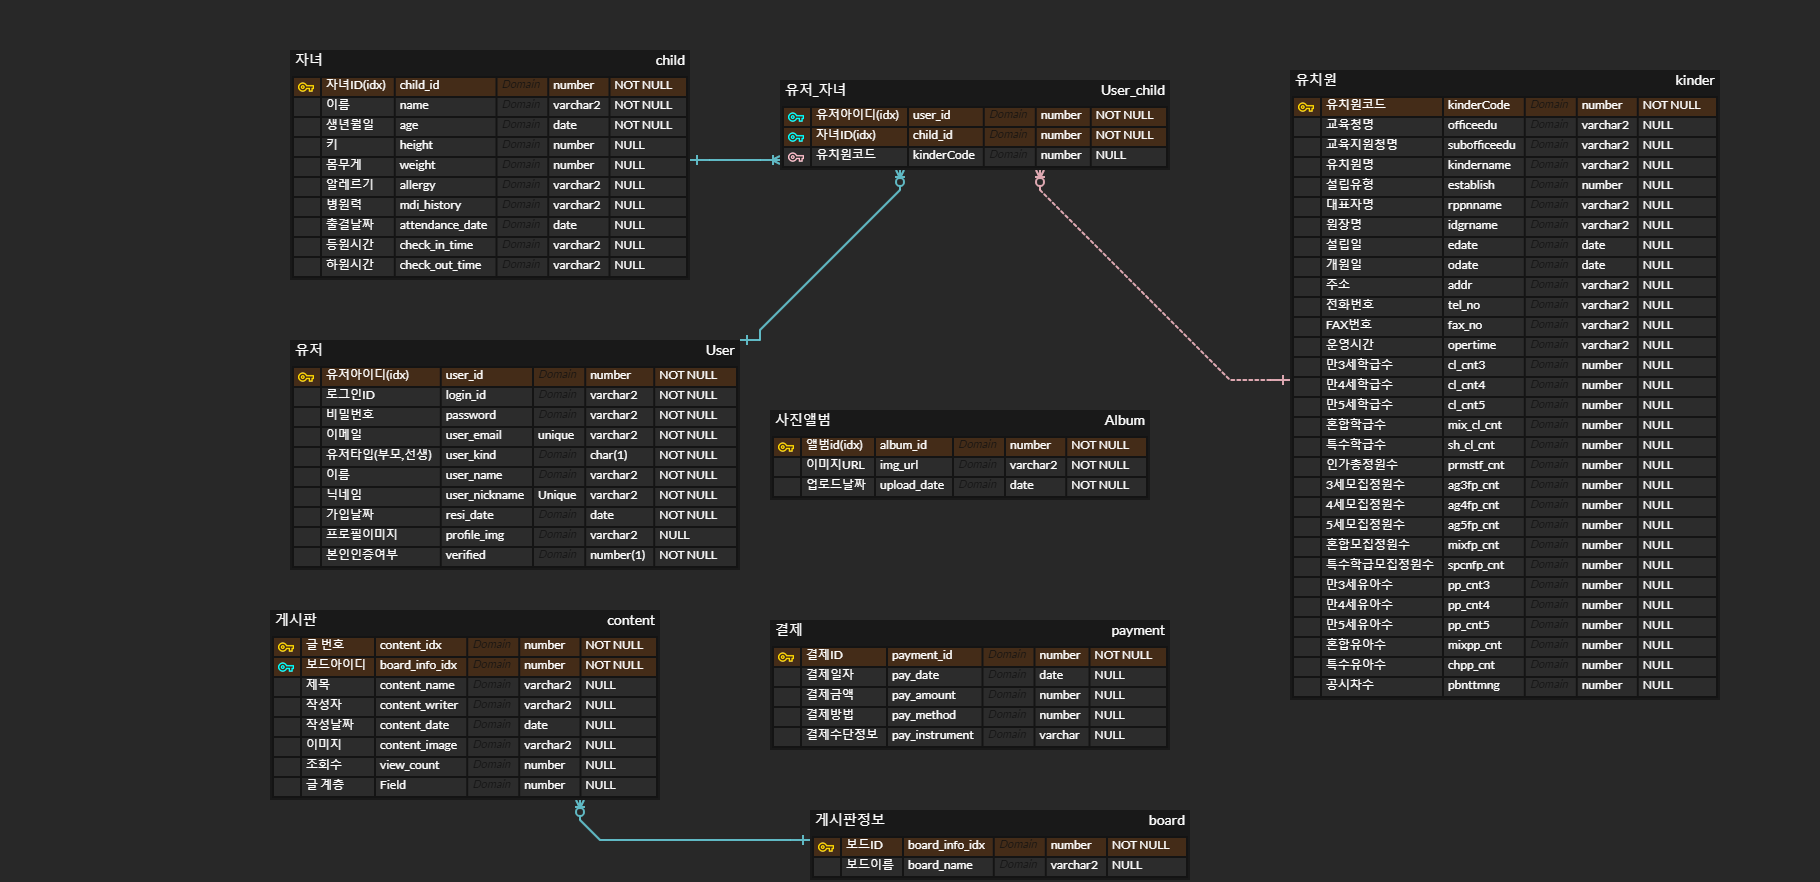 자녀 child
자녀ID(idx) child_id Domain number NOT NULL
이름 name Domain varchar2 NOT NULL
생년월일 age Domain date NOT NULL
키 height Domain number NULL
몸무게 weight Domain number NULL
알레르기 allergy Domain varchar2 NULL
병원력 mdi_history Domain varchar2 NULL
출결날짜 attendance_date Domain date NULL
등원시간 check_in_time Domain varchar2 NULL
하원시간 check_out_time Domain varchar2 NULL
유저_자녀 User_child
유저아이디(idx) user_id Domain number NOT NULL
자녀ID(idx) child_id Domain number NOT NULL
유치원코드 kinderCode Domain number NULL
유치원 kinder
유치원코드 kinderCode Domain number NOT NULL
교육청명 officeedu Domain varchar2 NULL
교육지원청명 subofficeedu Domain varchar2 NULL
유치원명 kindername Domain varchar2 NULL
설립유형 establish Domain number NULL
대표자명 rppnname Domain varchar2 NULL
원장명 idgrname Domain varchar2 NULL
설립일 edate Domain date NULL
개원일 odate Domain date NULL
주소 addr Domain varchar2 NULL
전화번호 tel_no Domain varchar2 NULL
FAX번호 fax_no Domain varchar2 NULL
운영시간 opertime Domain varchar2 NULL
만3세학급수 cl_cnt3 Domain number NULL
만4세학급수 cl_cnt4 Domain number NULL
만5세학급수 cl_cnt5 Domain number NULL
혼합학급수 mix_cl_cnt Domain number NULL
특수학급수 sh_cl_cnt Domain number NULL
인가총정원수 prmstf_cnt Domain number NULL
3세모집정원수 ag3fp_cnt Domain number NULL
4세모집정원수 ag4fp_cnt Domain number NULL
5세모집정원수 ag5fp_cnt Domain number NULL
혼합모집정원수 mixfp_cnt Domain number NULL
특수학급모집정원수 spcnfp_cnt Domain number NULL
만3세유아수 pp_cnt3 Domain number NULL
만4세유아수 pp_cnt4 Domain number NULL
만5세유아수 pp_cnt5 Domain number NULL
혼합유아수 mixpp_cnt Domain number NULL
특수유아수 chpp_cnt Domain number NULL
공시차수 pbnttmng Domain number NULL
유저 User
유저아이디(idx) user_id Domain number NOT NULL
로그인ID login_id Domain varchar2 NOT NULL
비밀번호 password Domain varchar2 NOT NULL
이메일 user_email unique varchar2 NOT NULL
유저타입(부모,선생) user_kind Domain char(1) NOT NULL
이름 user_name Domain varchar2 NOT NULL
닉네임 user_nickname Unique varchar2 NOT NULL
가입날짜 resi_date Domain date NOT NULL
프로필이미지 profile_img Domain varchar2 NULL
본인인증여부 verified Domain number(1) NOT NULL
사진앨범 Album
앨범id(idx) album_id Domain number NOT NULL
이미지URL img_url Domain varchar2 NOT NULL
업로드날짜 upload_date Domain date NOT NULL
게시판 content
글 번호 content_idx Domain number NOT NULL
보드아이디 board_info_idx Domain number NOT NULL
제목 content_name Domain varchar2 NULL
작성자 content_writer Domain varchar2 NULL
작성날짜 content_date Domain date NULL
이미지 content_image Domain varchar2 NULL
조회수 view_count Domain number NULL
글 계층 Field Domain number NULL
결제 payment
결제ID payment_id Domain number NOT NULL
결제일자 pay_date Domain date NULL
결제금액 pay_amount Domain number NULL
결제방법 pay_method Domain number NULL
결제수단정보 pay_instrument Domain varchar NULL
게시판정보 board
보드ID board_info_idx Domain number NOT NULL
보드이름 board_name Domain varchar2 NULL